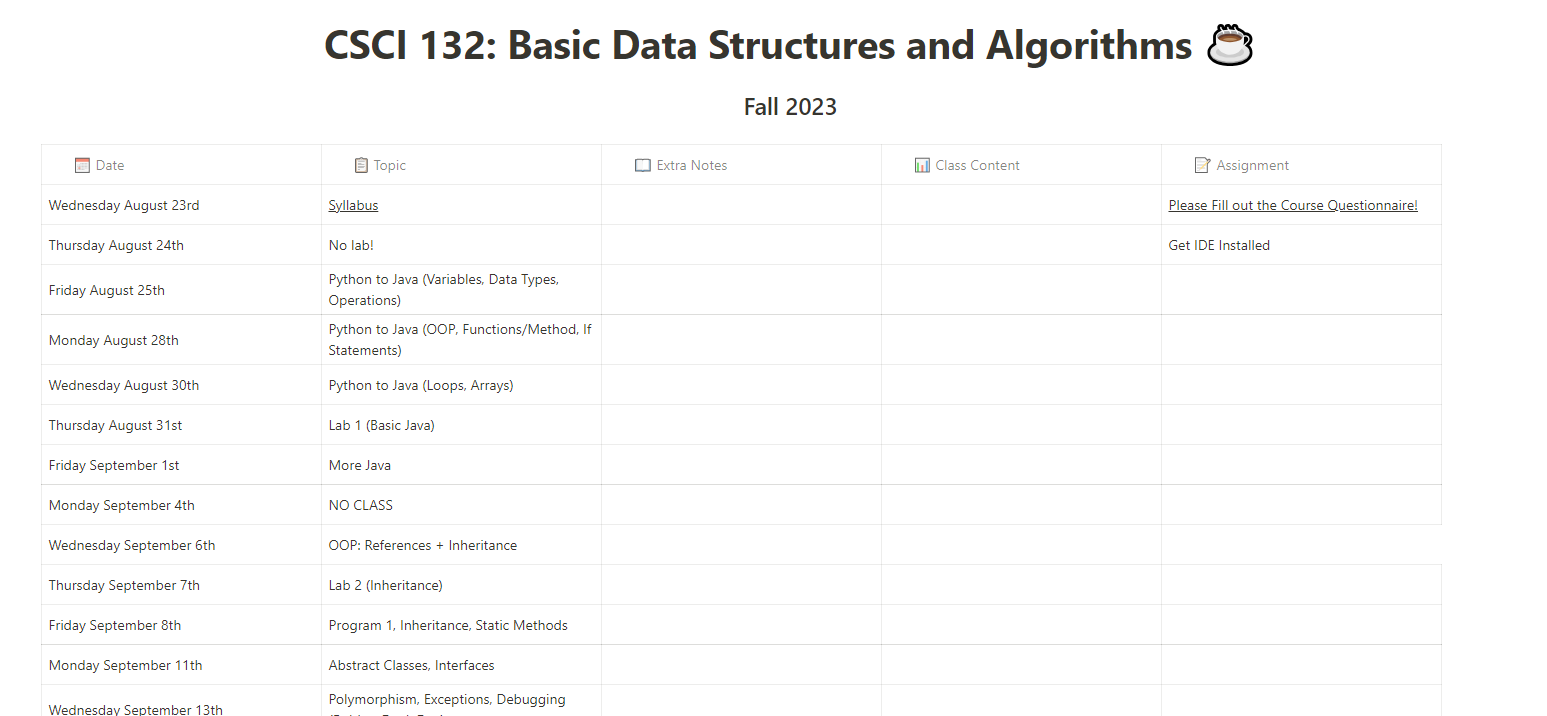 CSCI 132: Basic Data Structures and Algorithms ☕
Fall 2023
Date Topic Extra Notes Class Content Assignment
Wednesday August 23rd Syllabus Please Fill out the Course Questionnaire!
Thursday August 24th No lab! Get IDE Installed
Friday August 25th Python to Java (Variables, Data Types,
Operations)
Monday August 28th Python to Java (OOP, Functions/Method, If
Statements)
Wednesday August 30th Python to Java (Loops, Arrays)
Thursday August 31st Lab 1 (Basic Java)
Friday September 1st More Java
Monday September 4th NO CLASS
Wednesday September 6th OOP: References + Inheritance
Thursday September 7th Lab 2 (Inheritance)
Friday September 8th Program 1, Inheritance, Static Methods
Monday September 11th Abstract Classes, Interfaces
Wednesday September 13th Polymorphism, Exceptions, Debugging